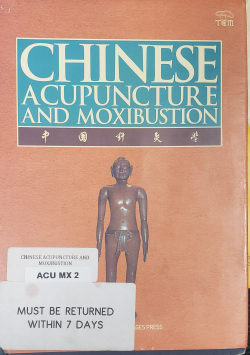 TCM
CHINESE
ACUPUNCTURE
AND MOXIBUSTION
中国针灸学
CHINESE ACUPUNCTURE AND
MOXIBUSTION
ACU MX 2
MUST BE RETURNED
WITHIN 7 DAYS
PRESS